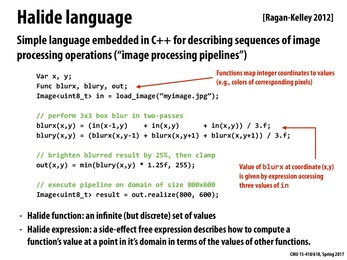 Halide language
[Ragan-Kelley 2012]
Simple language embedded in C++ for describing sequences of image
processing operations (“image processing pipelines”)
Var x, y;
Func blurx, blury, out;
Image<uint8_t> in = load_image(“myimage.jpg”);
Functions map integer coordinates to values
(e.g., colors of corresponding pixels)
// perform 3x3 box blur in two-passes
blurx(x,y) = (in(x-1,y) + in(x,y) + in(x,y)) / 3.f;
blury(x,y) = (blurx(x,y-1) + blurx(x,y+1) + blurx(x,y+1)) / 3.f;
// brighten blurred result by 25%, then clamp
out(x,y) = min(blury(x,y) * 1.25f, 255);
// execute pipeline on domain of size 800x600
Image<uint8_t> result = out.realize(800, 600);
Value of blurx at coordinate (x,y)
is given by expression accessing
three values of in
- Halide function: an infinite (but discrete) set of values
- Halide expression: a side-effect free expression describes how to compute a
function’s value at a point in it’s domain in terms of the values of other functions.
CMU 15-418/618, Spring 2017